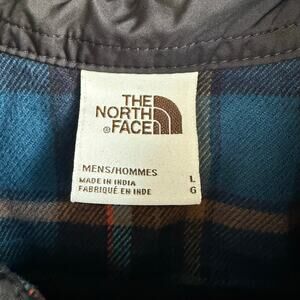 THE
NORTH
® FACE
MENS/HOMMES
MADE IN INDIA L
FABRIQUÉ EN INDE G